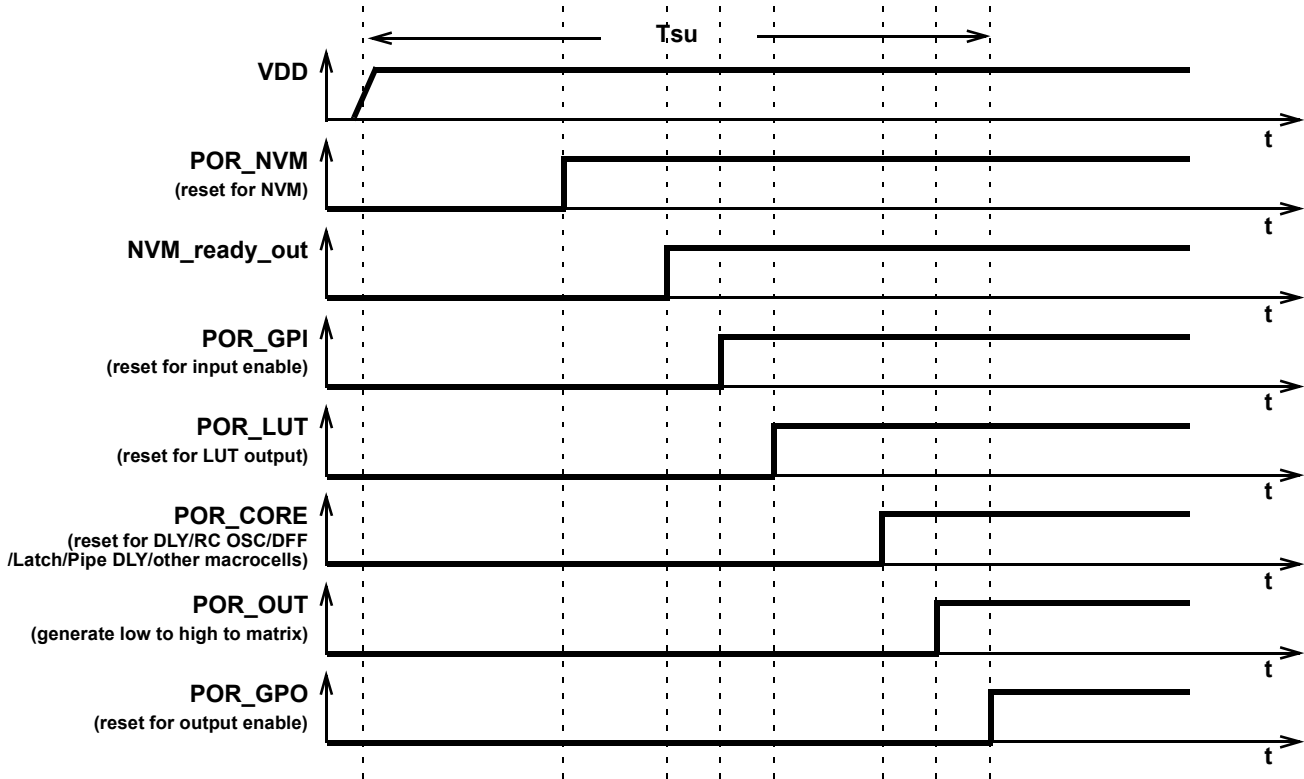 Tsu
VDD
t
POR_NVM
(reset for NVM)
t
NVM_ready_out
t
POR_GPI
(reset for input enable)
t
POR_LUT
(reset for LUT output)
t
POR_CORE
(reset for DLY/RC OSC/DFF
/Latch/Pipe DLY/other macrocells)
t
POR_OUT
(generate low to high to matrix)
t
POR_GPO
(reset for output enable)
t